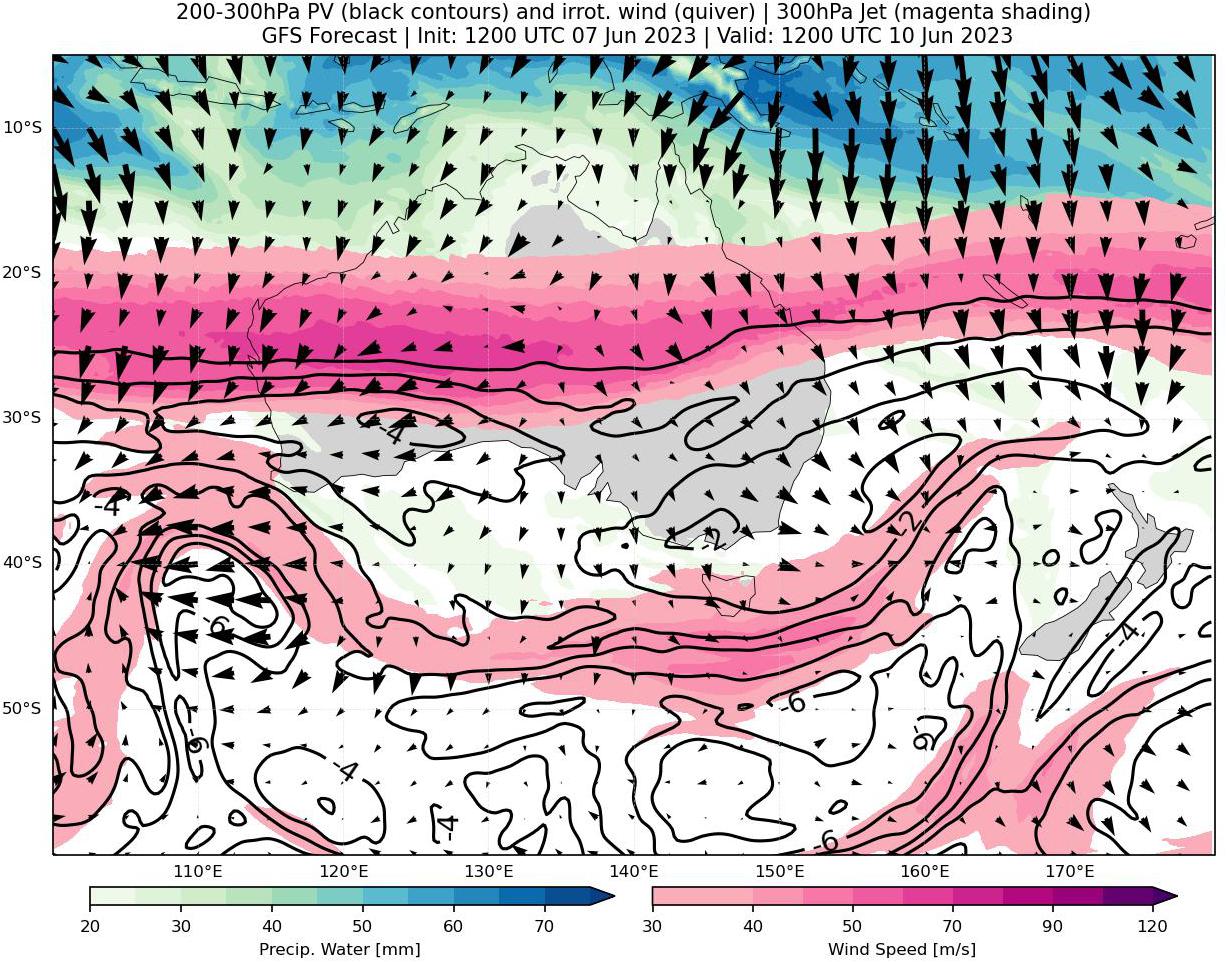 200-300hPa PV (black contours) and irrot. wind (quiver) | 300hPa Jet (magenta shading)
GFS Forecast | Init: 1200 UTC 07 Jun 2023 | Valid: 1200 UTC 10 Jun 2023
10°S
20°S
30°S
-4
-4
-2
-2
40°S
-6
-4
50°S
-6
-6
-6
-4
-4
-6
110°E 120°E 130°E 140°E 150°E 160°E 170°E
20 30 40 50 60 70
Precip. Water [mm]
30 40 50 70 90 120
Wind Speed [m/s]